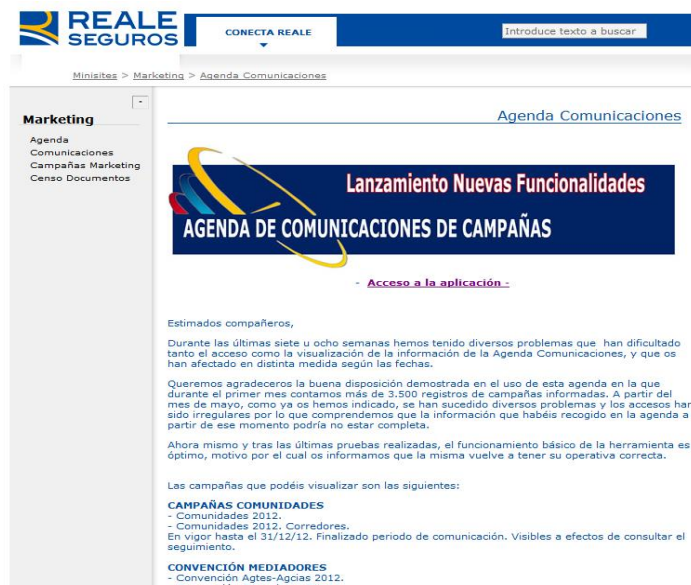 REALE
SEGUROS
CONECTA REALE
Introduce texto a buscar
Minisites > Marketing > Agenda Comunicaciones
-
Marketing
Agenda
Comunicaciones
Campañas Marketing
Censo Documentos
Agenda Comunicaciones
Lanzamiento Nuevas Funcionalidades
AGENDA DE COMUNICACIONES DE CAMPAÑAS
- Acceso a la aplicación -
Estimados compañeros,
Durante las últimas siete u ocho semanas hemos tenido diversos problemas que han dificultado
tanto el acceso como la visualización de la información de la Agenda Comunicaciones, y que os
han afectado en distinta medida según las fechas.
Queremos agradeceros la buena disposición demostrada en el uso de esta agenda en la que
durante el primer mes contamos más de 3.500 registros de campañas informadas. A partir del
mes de mayo, como ya os hemos indicado, se han sucedido diversos problemas y los accesos han
sido irregulares por lo que comprendemos que la información que habéis recogido en la agenda a
partir de ese momento podría no estar completa.
Ahora mismo y tras las últimas pruebas realizadas, el funcionamiento básico de la herramienta es
óptimo, motivo por el cual os informamos que la misma vuelve a tener su operativa correcta.
Las campañas que podéis visualizar son las siguientes:
CAMPAÑAS COMUNIDADES
- Comunidades 2012.
- Comunidades 2012. Corredores.
En vigor hasta el 31/12/12. Finalizado periodo de comunicación. Visibles a efectos de consultar el
seguimiento.
CONVENCIÓN MEDIADORES
- Convención Agtes-Agcias 2012.